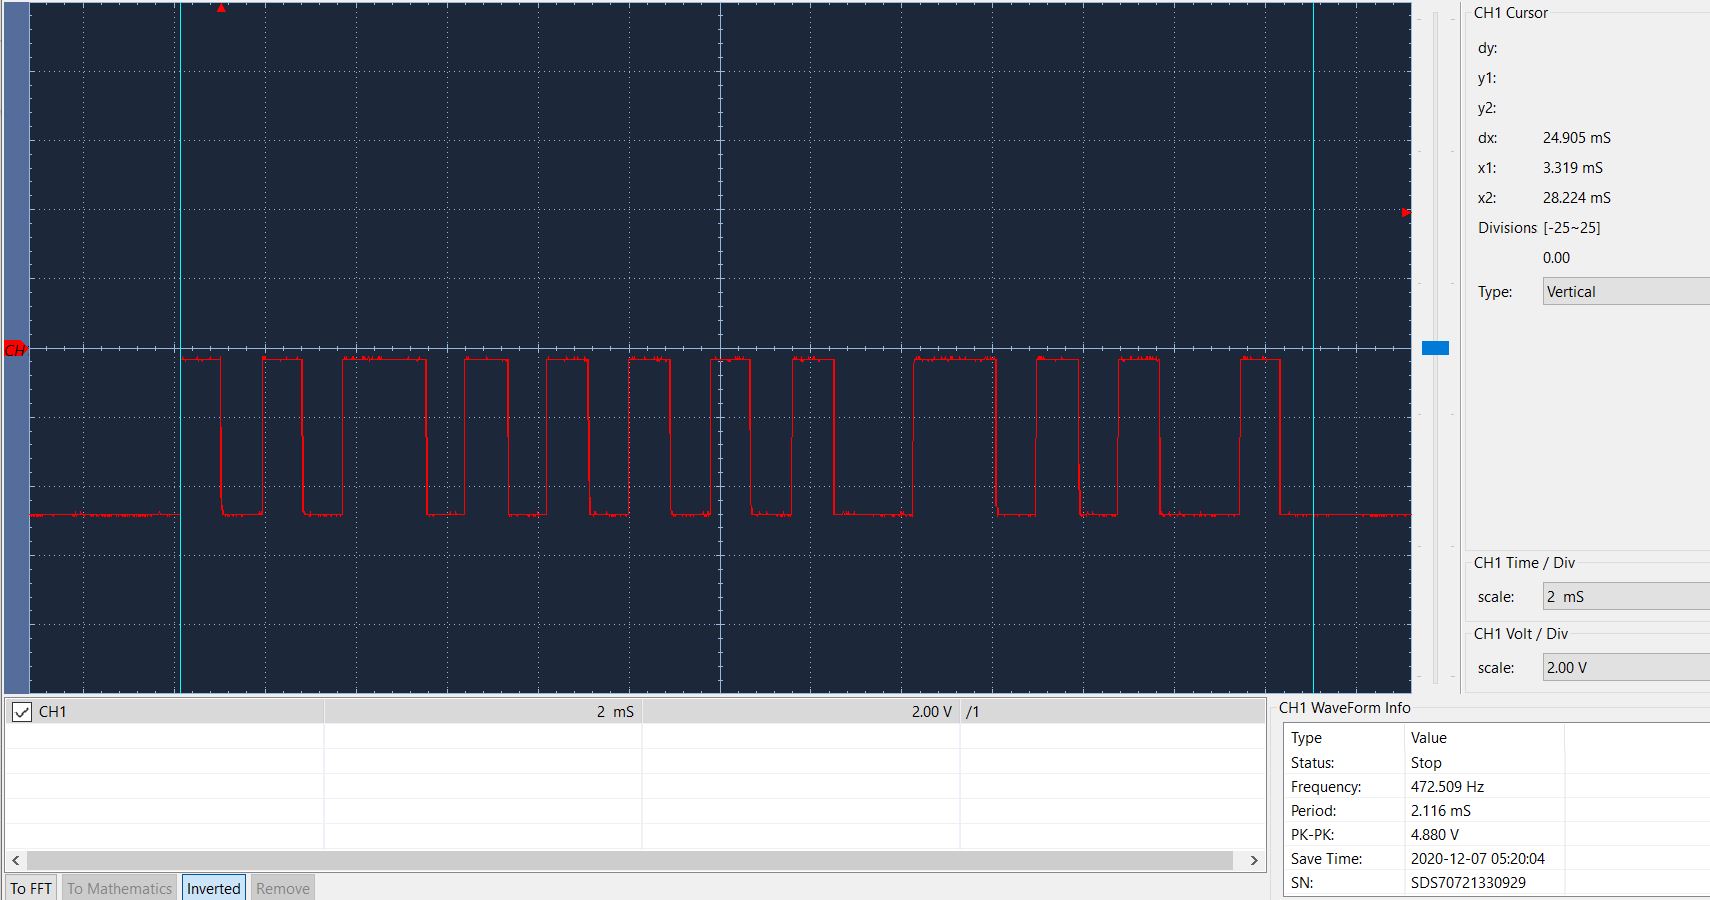 CH1 Cursor
dy:
y1:
y2:
dx: 24.905 mS
x1: 3.319 mS
x2: 28.224 mS
Divisions [-25~25]
0.00
Type: Vertical
CH
CH1 Time / Div
scale: 2 mS
CH1 Volt / Div
scale: 2.00 V
CH1 2 mS 2.00 V /1
CH1 WaveForm Info
Type Value
Status: Stop
Frequency: 472.509 Hz
Period: 2.116 mS
PK-PK: 4.880 V
Save Time: 2020-12-07 05:20:04
SN: SDS70721330929
To FFT To Mathematics Inverted Remove